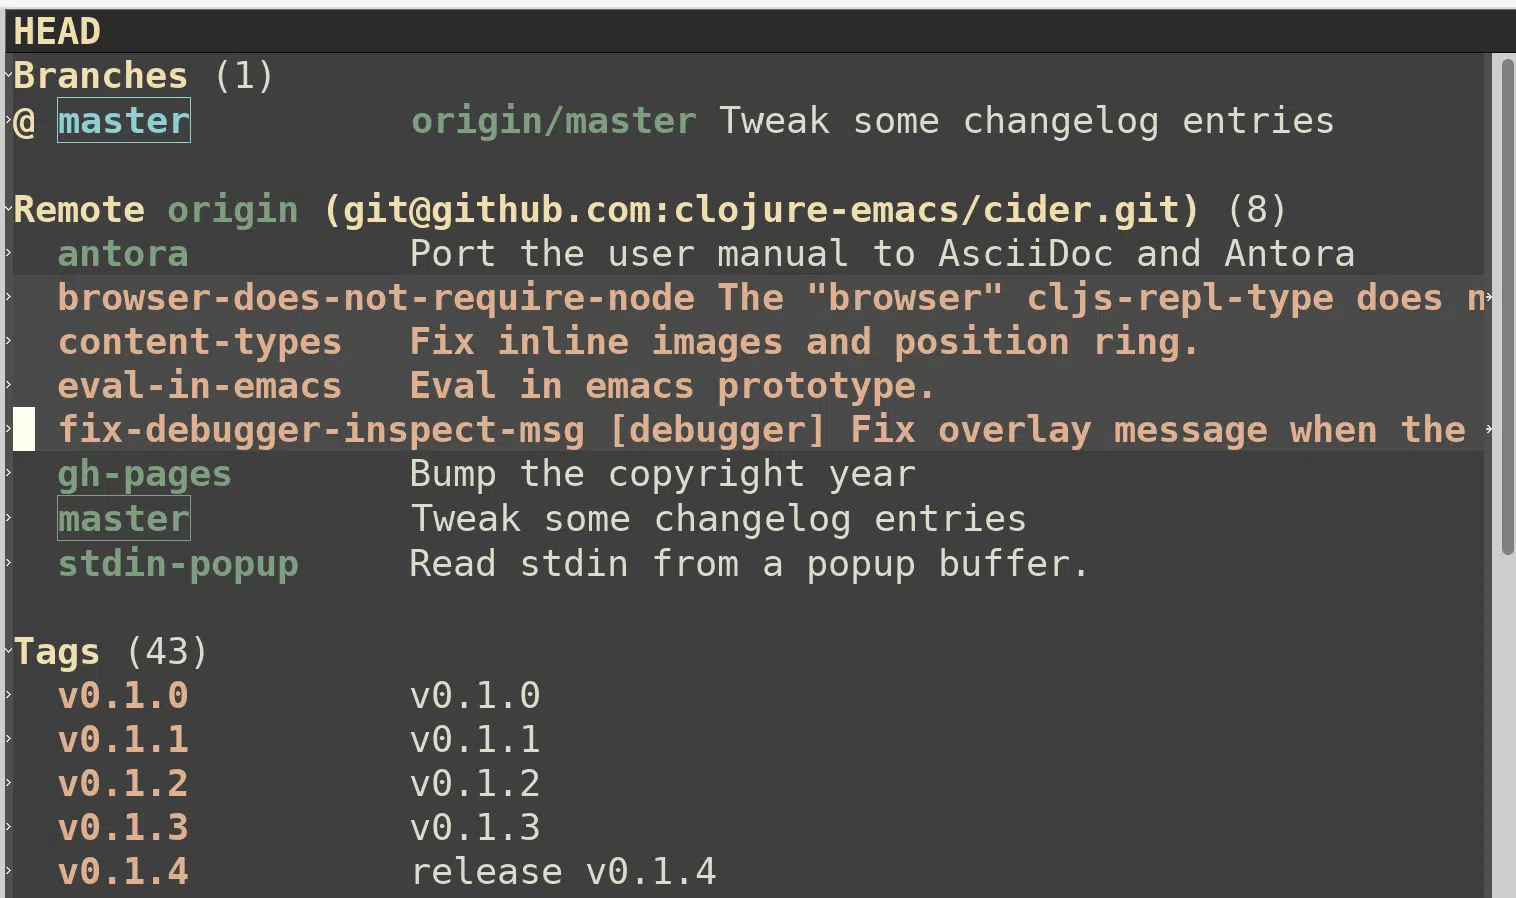 HEAD
Branches (1)
@ master origin/master Tweak some changelog entries
Remote origin (git@github.com:clojure-emacs/cider.git) (8)
antora Port the user manual to AsciiDoc and Antora
browser-does-not-require-node The "browser" cljs-repl-type does n
content-types Fix inline images and position ring.
eval-in-emacs Eval in emacs prototype.
fix-debugger-inspect-msg [debugger] Fix overlay message when the
gh-pages Bump the copyright year
master Tweak some changelog entries
stdin-popup Read stdin from a popup buffer.
Tags (43)
v0.1.0 v0.1.0
v0.1.1 v0.1.1
v0.1.2 v0.1.2
v0.1.3 v0.1.3
v0.1.4 release v0.1.4